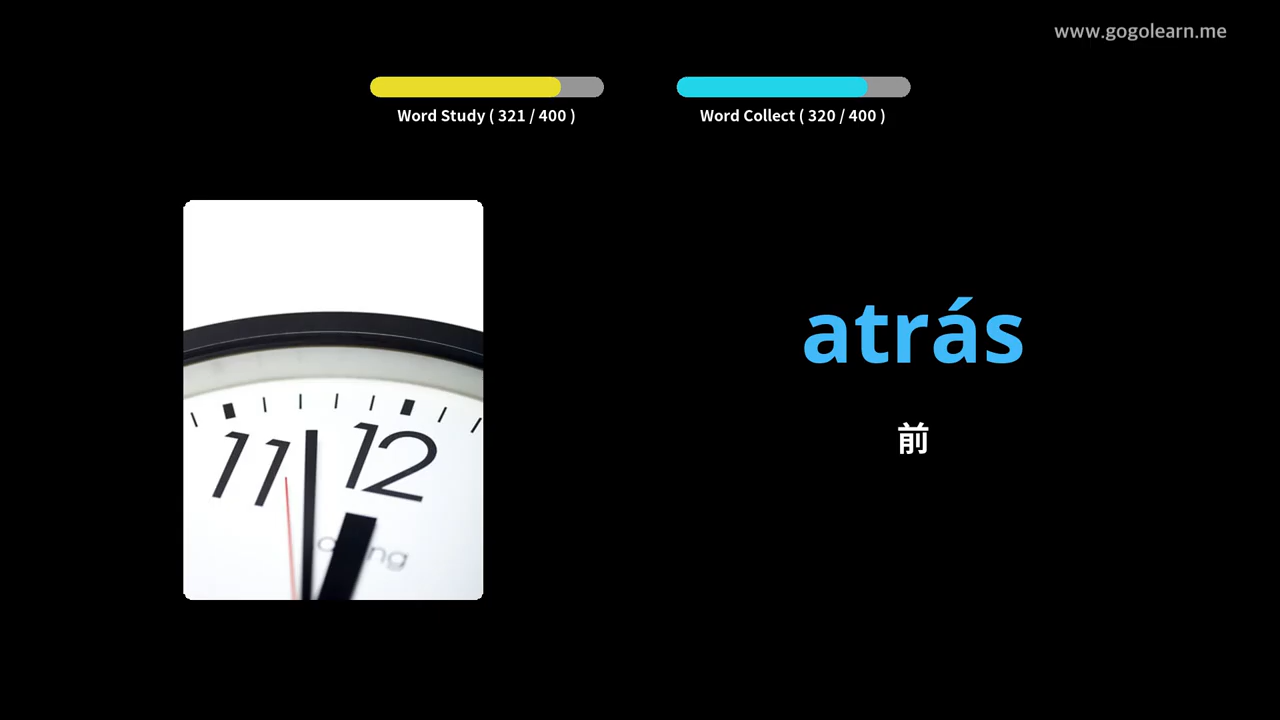 www.gogolearn.me
Word Study ( 321 / 400 )
Word Collect ( 320 / 400 )
11
12
atrás
前